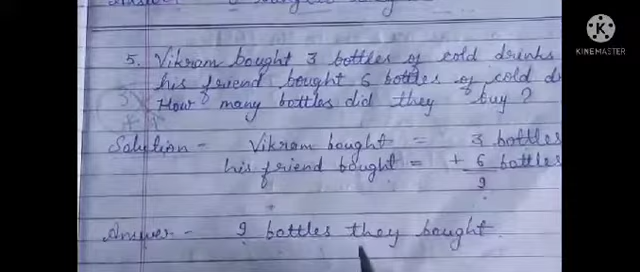 5. Vikram bought 3 bottles of cold drinks
his friend bought 6 bottles of cold d
How many bottles did they buy?
Solution - Vikram bought = 3 bottles
his friend bought = + 6 bottles
9
Answer - 9 bottles they bought.
KINEMASTER